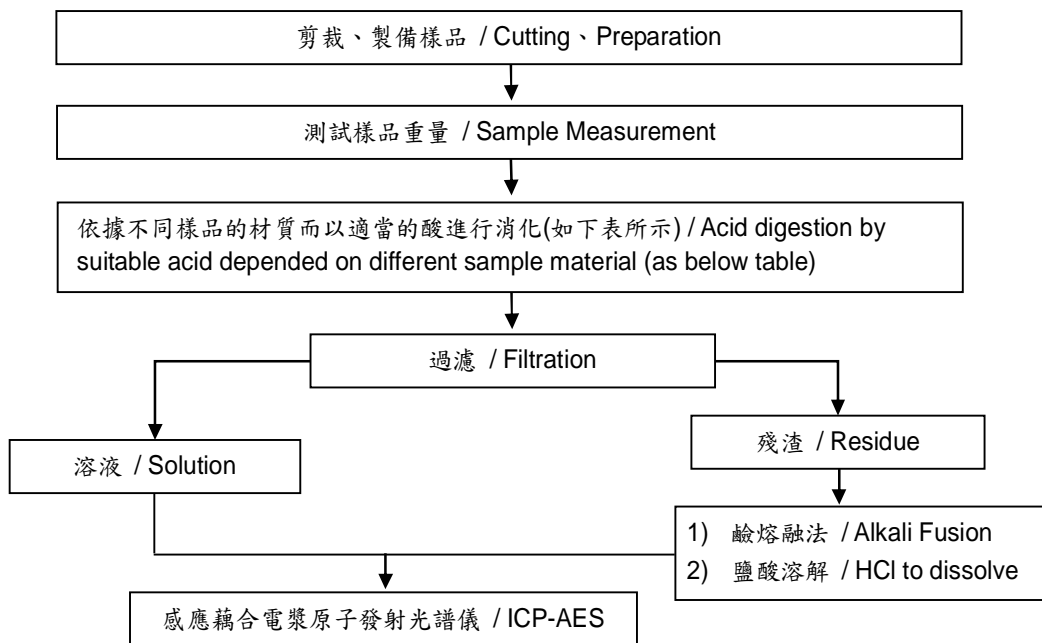 剪裁、製備樣品 / Cutting、Preparation
測試樣品重量 / Sample Measurement
依據不同樣品的材質而以適當的酸進行消化(如下表所示) / Acid digestion by
suitable acid depended on different sample material (as below table)
過濾 / Filtration
溶液 / Solution
殘渣 / Residue
1) 鹼熔融法 / Alkali Fusion
2) 鹽酸溶解 / HCl to dissolve
感應藕合電漿原子發射光譜儀 / ICP-AES